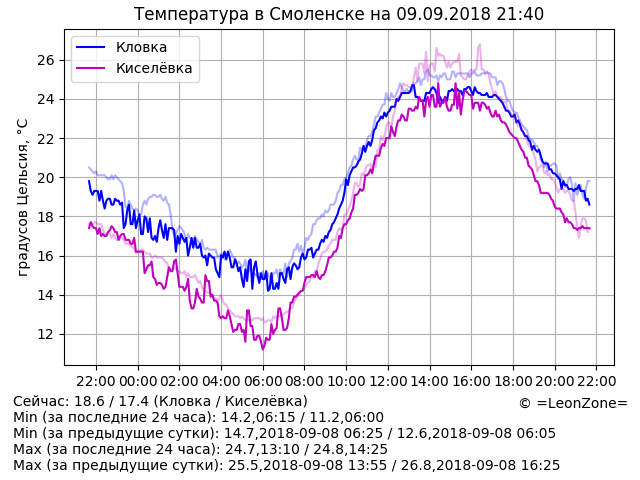 Температура в Смоленске на 09.09.2018 21:40
градусов Цельсия, °C
26
24
22
20
18
16
14
12
Кловка
Киселёвка
22:00 00:00 02:00 04:00 06:00 08:00 10:00 12:00 14:00 16:00 18:00 20:00 22:00
Сейчас: 18.6 / 17.4 (Кловка / Киселёвка)
© =LeonZone=
Min (за последние 24 часа): 14.2,06:15 / 11.2,06:00
Min (за предыдущие сутки): 14.7,2018-09-08 06:25 / 12.6,2018-09-08 06:05
Max (за последние 24 часа): 24.7,13:10 / 24.8,14:25
Max (за предыдущие сутки): 25.5,2018-09-08 13:55 / 26.8,2018-09-08 16:25